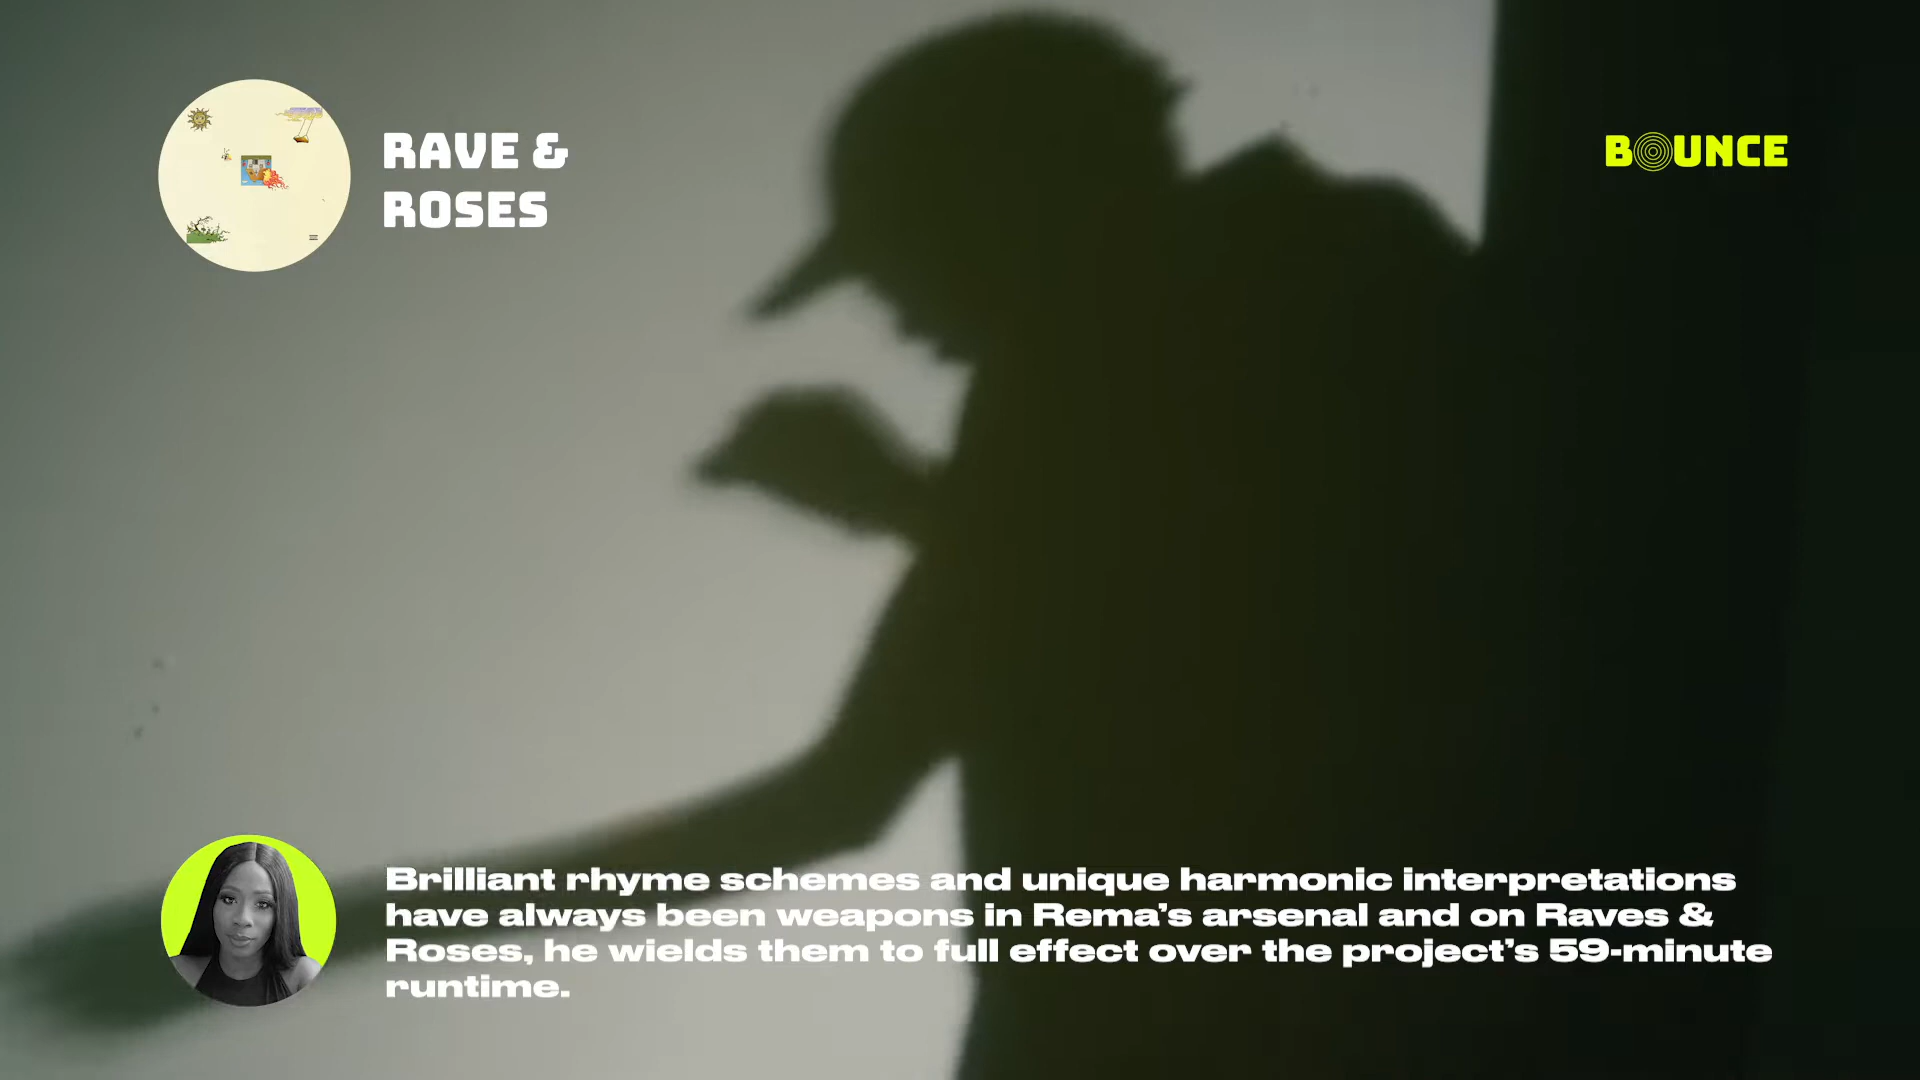 RAVE &
ROSES
BOUNCE
Brilliant rhyme schemes and unique harmonic interpretations
have always been weapons in Rema’s arsenal and on Raves &
Roses, he wields them to full effect over the project’s 59-minute
runtime.